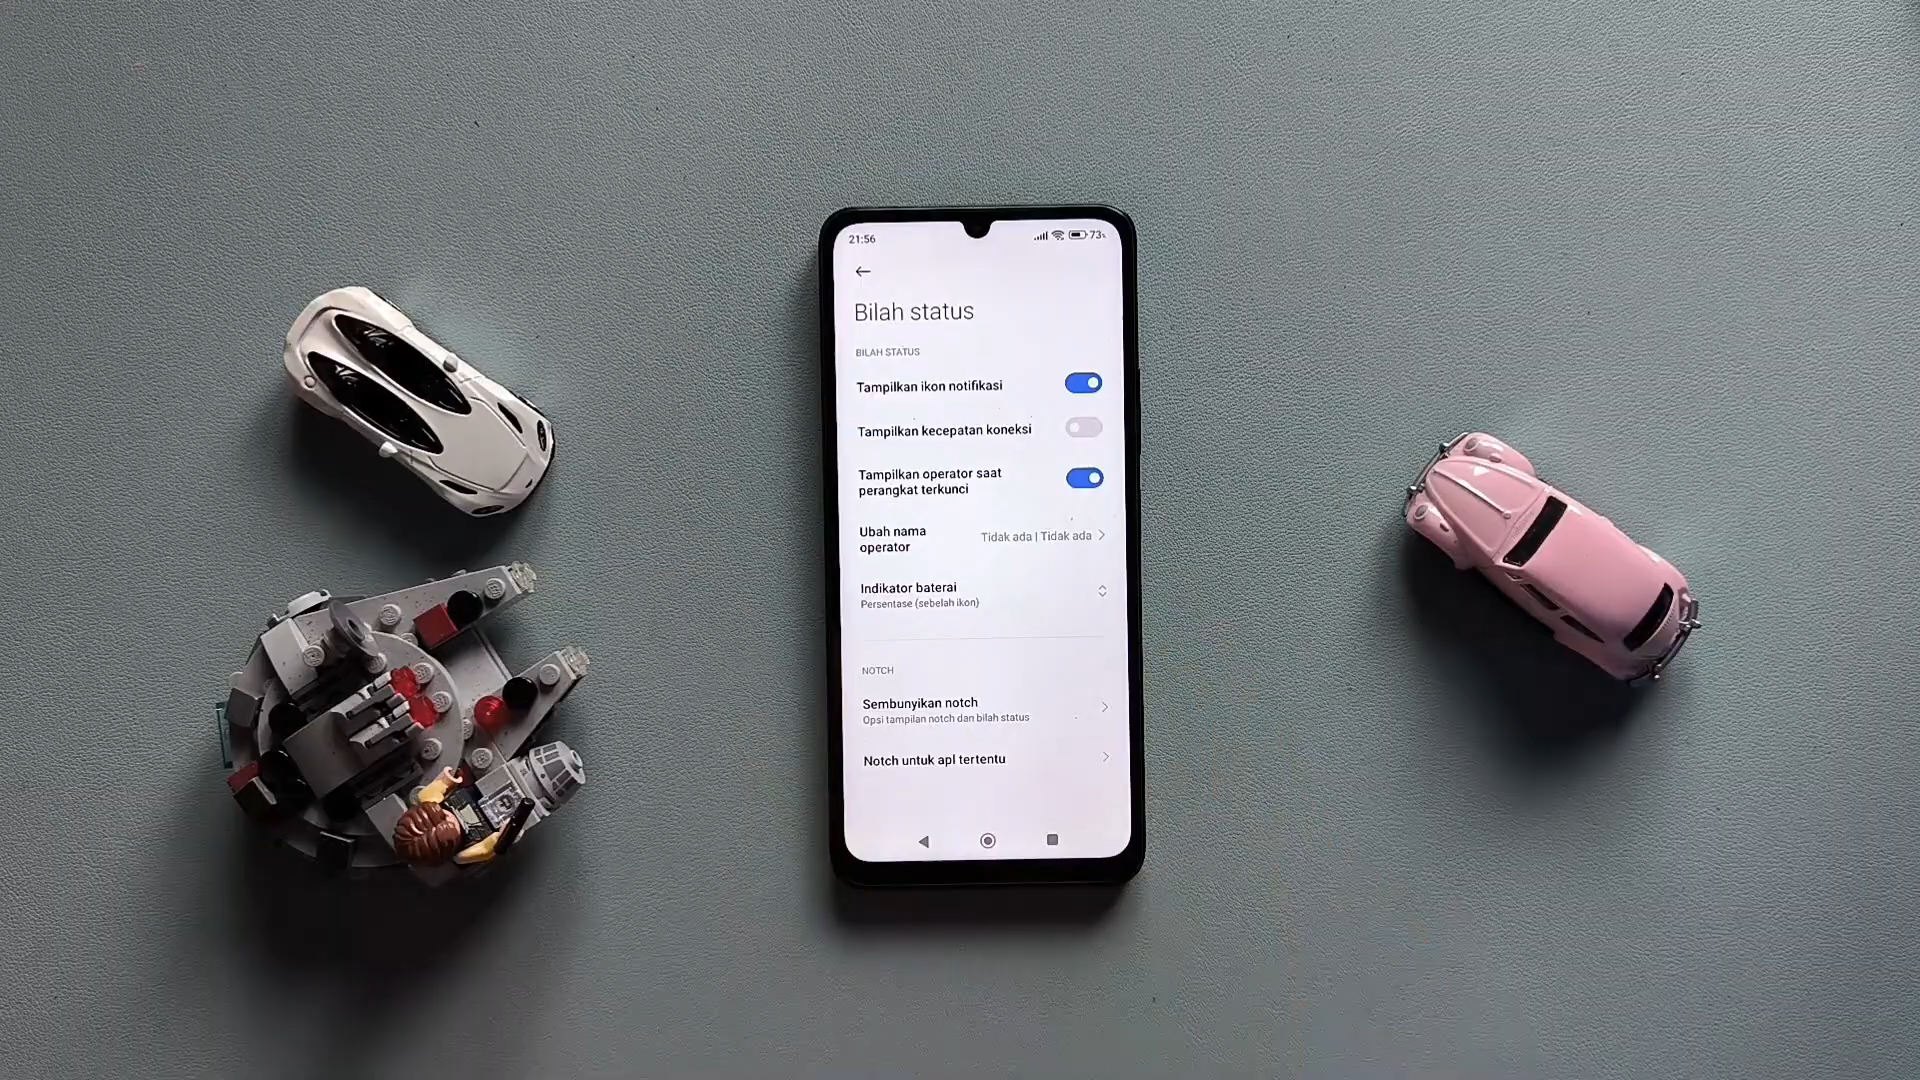 21:56
73%
Bilah status
BILAH STATUS
Tampilkan ikon notifikasi
Tampilkan kecepatan koneksi
Tampilkan operator saat
perangkat terkunci
Ubah nama
operator
Tidak ada | Tidak ada
Indikator baterai
Persentase (sebelah ikon)
NOTCH
Sembunyikan notch
Opsi tampilan notch dan bilah status
Notch untuk apl tertentu